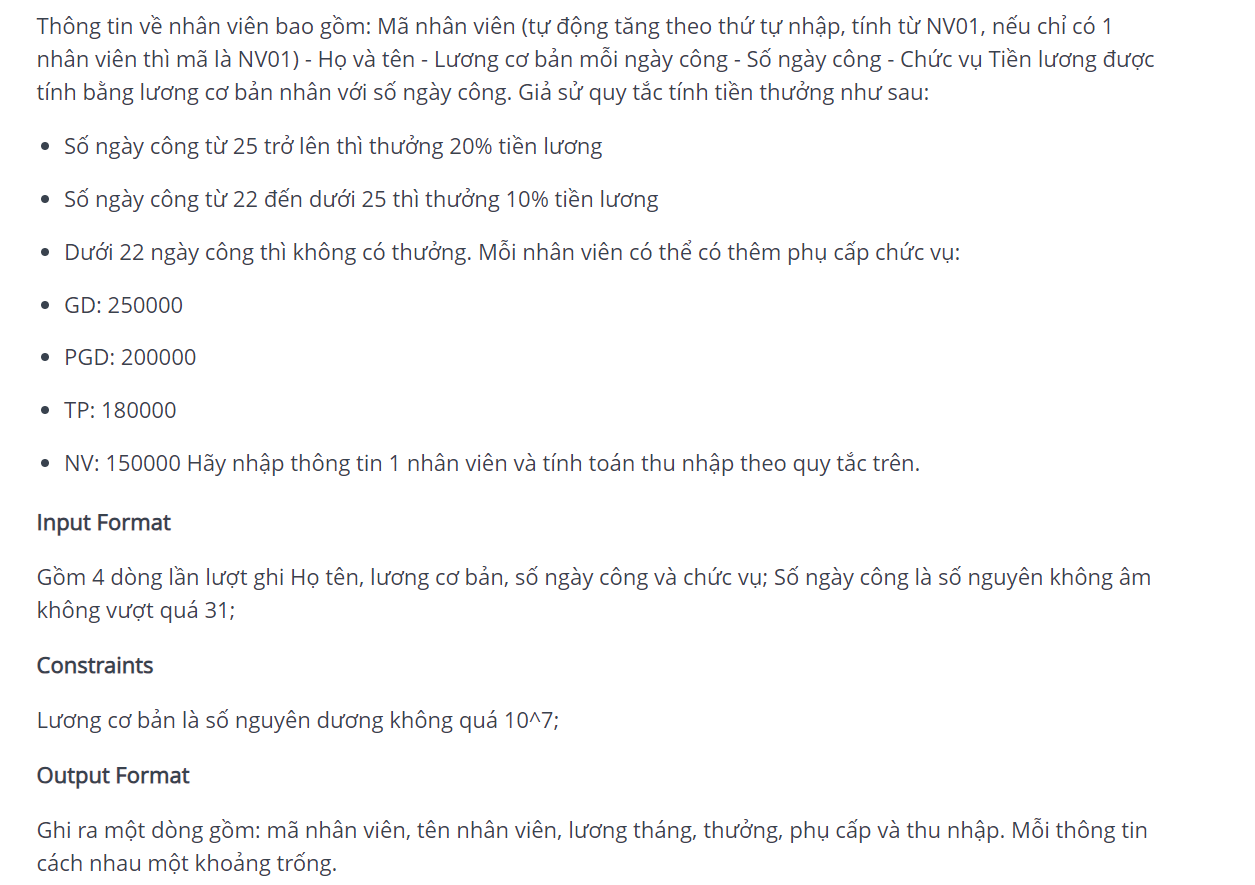 Thông tin về nhân viên bao gồm: Mã nhân viên (tự động tăng theo thứ tự nhập, tính từ NV01, nếu chỉ có 1
nhân viên thì mã là NV01) - Họ và tên - Lương cơ bản mỗi ngày công - Số ngày công - Chức vụ Tiền lương được
tính bằng lương cơ bản nhân với số ngày công. Giả sử quy tắc tính tiền thưởng như sau:
• Số ngày công từ 25 trở lên thì thưởng 20% tiền lương
• Số ngày công từ 22 đến dưới 25 thì thưởng 10% tiền lương
• Dưới 22 ngày công thì không có thưởng. Mỗi nhân viên có thể có thêm phụ cấp chức vụ:
• GD: 250000
• PGD: 200000
• TP: 180000
• NV: 150000 Hãy nhập thông tin 1 nhân viên và tính toán thu nhập theo quy tắc trên.
Input Format
Gồm 4 dòng lần lượt ghi Họ tên, lương cơ bản, số ngày công và chức vụ; Số ngày công là số nguyên không âm
không vượt quá 31;
Constraints
Lương cơ bản là số nguyên dương không quá 10^7;
Output Format
Ghi ra một dòng gồm: mã nhân viên, tên nhân viên, lương tháng, thưởng, phụ cấp và thu nhập. Mỗi thông tin
cách nhau một khoảng trống.